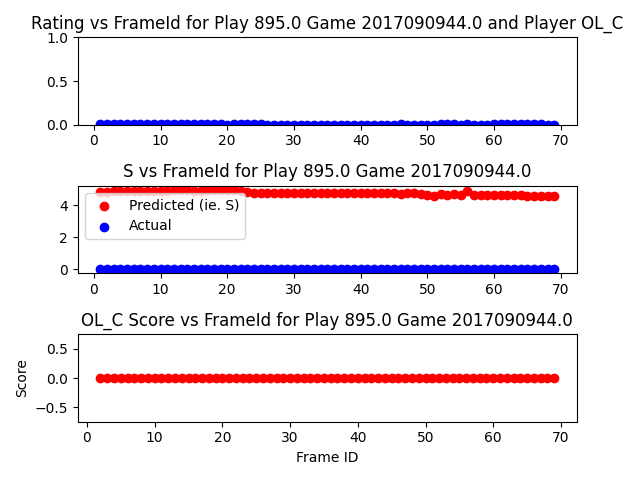 Rating vs FrameId for Play 895.0 Game 2017090944.0 and Player OL_C
1.0
0.5
0.0
0 10 20 30 40 50 60 70
S vs FrameId for Play 895.0 Game 2017090944.0
4
2
0
Predicted (ie. S)
Actual
0 10 20 30 40 50 60 70
OL_C Score vs FrameId for Play 895.0 Game 2017090944.0
Score
0.5
0.0
−0.5
0 10 20 30 40 50 60 70
Frame ID